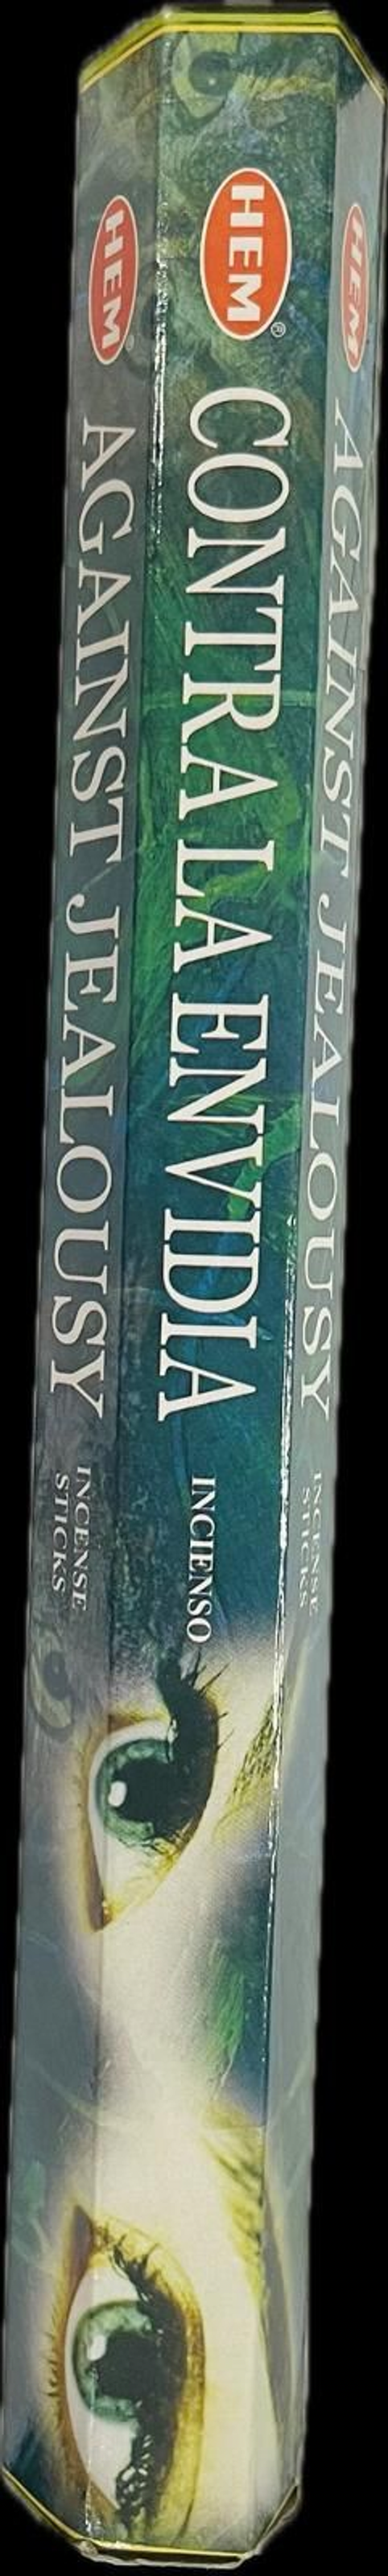 HEM
AGAINST JEALOUSY
INCENSE
STICKS
HEM®
CONTRA LA ENVIDIA
INCIENSO
HEM
AGAINST JEALOUSY
INCENSE
STICKS